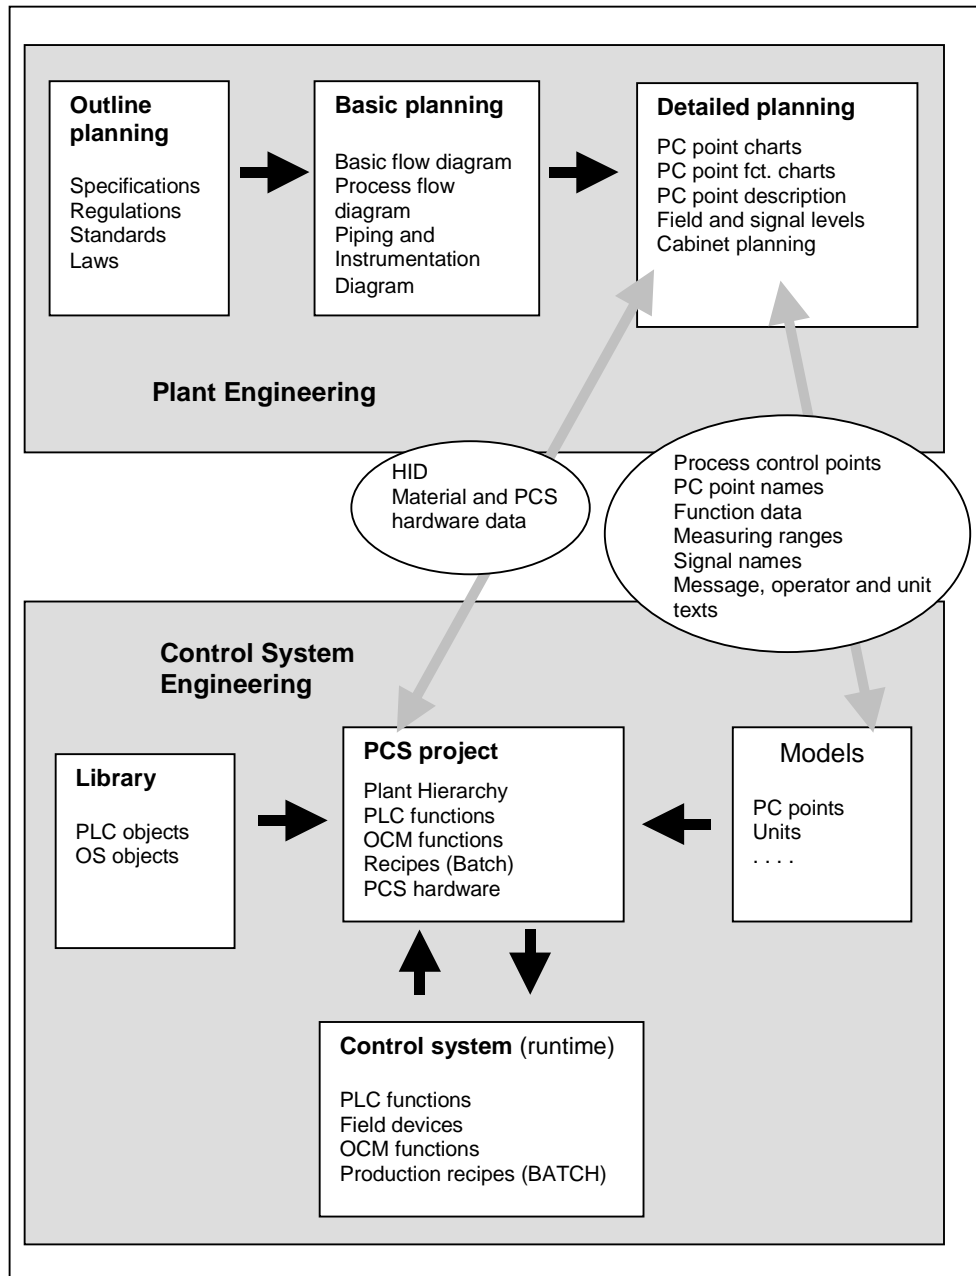 Outline
planning
Specifications
Regulations
Standards
Laws
Basic planning
Basic flow diagram
Process flow
diagram
Piping and
Instrumentation
Diagram
Detailed planning
PC point charts
PC point fct. charts
PC point description
Field and signal levels
Cabinet planning
Plant Engineering
HID
Material and PCS
hardware data
Process control points
PC point names
Function data
Measuring ranges
Signal names
Message, operator and unit
texts
Control System
Engineering
Library
PLC objects
OS objects
PCS project
Plant Hierarchy
PLC functions
OCM functions
Recipes (Batch)
PCS hardware
Models
PC points
Units
. . . .
Control system (runtime)
PLC functions
Field devices
OCM functions
Production recipes (BATCH)